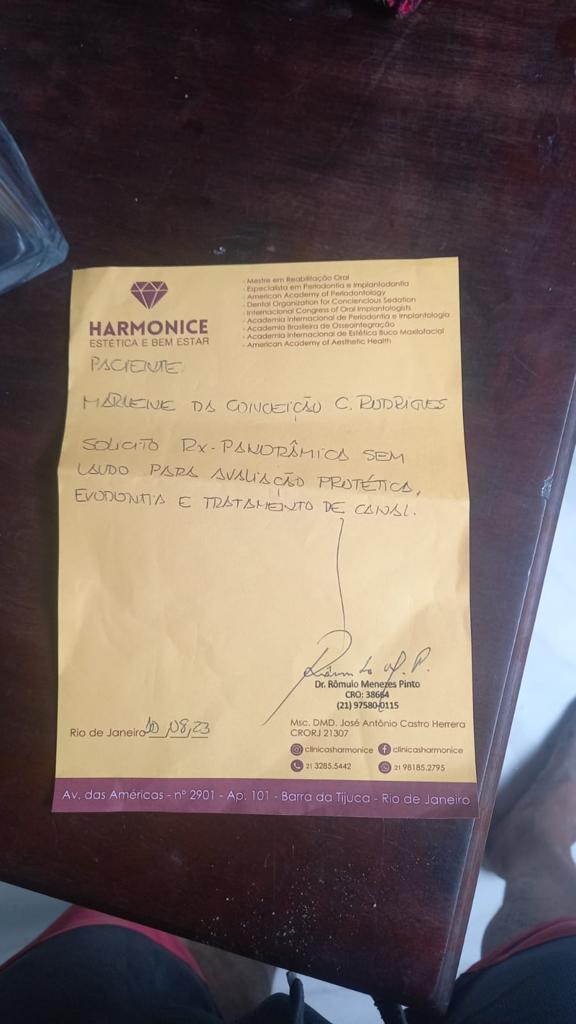 HARMONICE
ESTÉTICA E BEM ESTAR
- Mestre em Reabilitação Oral
- Especialista em Periodontia e Implantodontia
- American Academy of Periodontology
- Dental Organization for Conciencious Sedation
- Internacional Congress of Oral Implantologists
- Academia Internacional de Periodontia e Implantologia
- Academia Brasileira de Osseointegração
- Academia Internacional de Estética Buco Maxilofacial
- American Academy of Aesthetic Health
PACIENTE:
MARLEINE DA CONCEIÇÃO C. RODRIGUES
SOLICITO RX-PANORÂMICA SEM
LAUDO PARA AVALIAÇÃO PROTÉTICA,
EXODONTIA E TRATAMENTO DE CANAL.
Dr. Rômulo Menezes Pinto
CRO: 38664
(21) 97580-0115
Rio de Janeiro 10 / 08 / 23
Msc. DMD. José Antônio Castro Herrera
CRORJ 21307
clinicasharmonice clinicasharmonice
21 3285.5442 21 98185.2795
Av. das Américas - nº 2901 - Ap. 101 - Barra da Tijuca - Rio de Janeiro